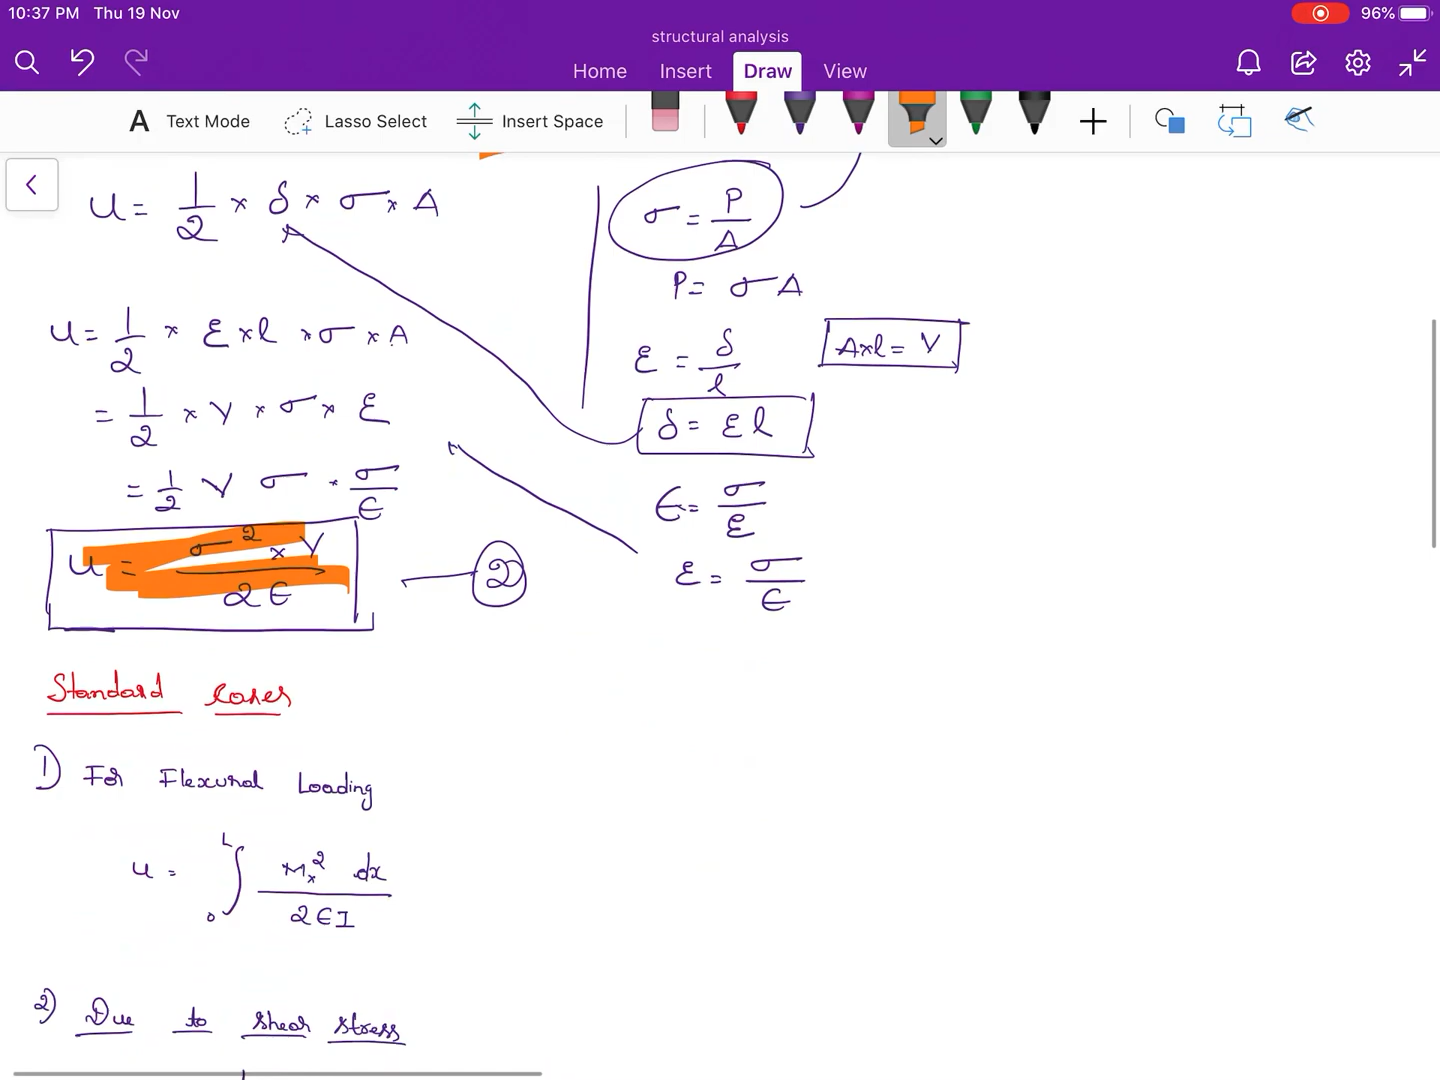 10:37 PM Thu 19 Nov
96%
structural analysis
Home Insert Draw View
A Text Mode Lasso Select Insert Space
U = 1/2 × δ × σ × A
U = 1/2 × ε × l × σ × A
= 1/2 × V × σ × ε
= 1/2 V σ · σ/E
U = σ² × V / 2E
2
σ = P/A
P = σ A
ε = δ/l
A×l = V
δ = ε l
E = σ/ε
ε = σ/E
Standard Cases
1) For Flexural Loading
U = ∫₀ᴸ Mₓ² dx / 2EI
2) Due to shear stress